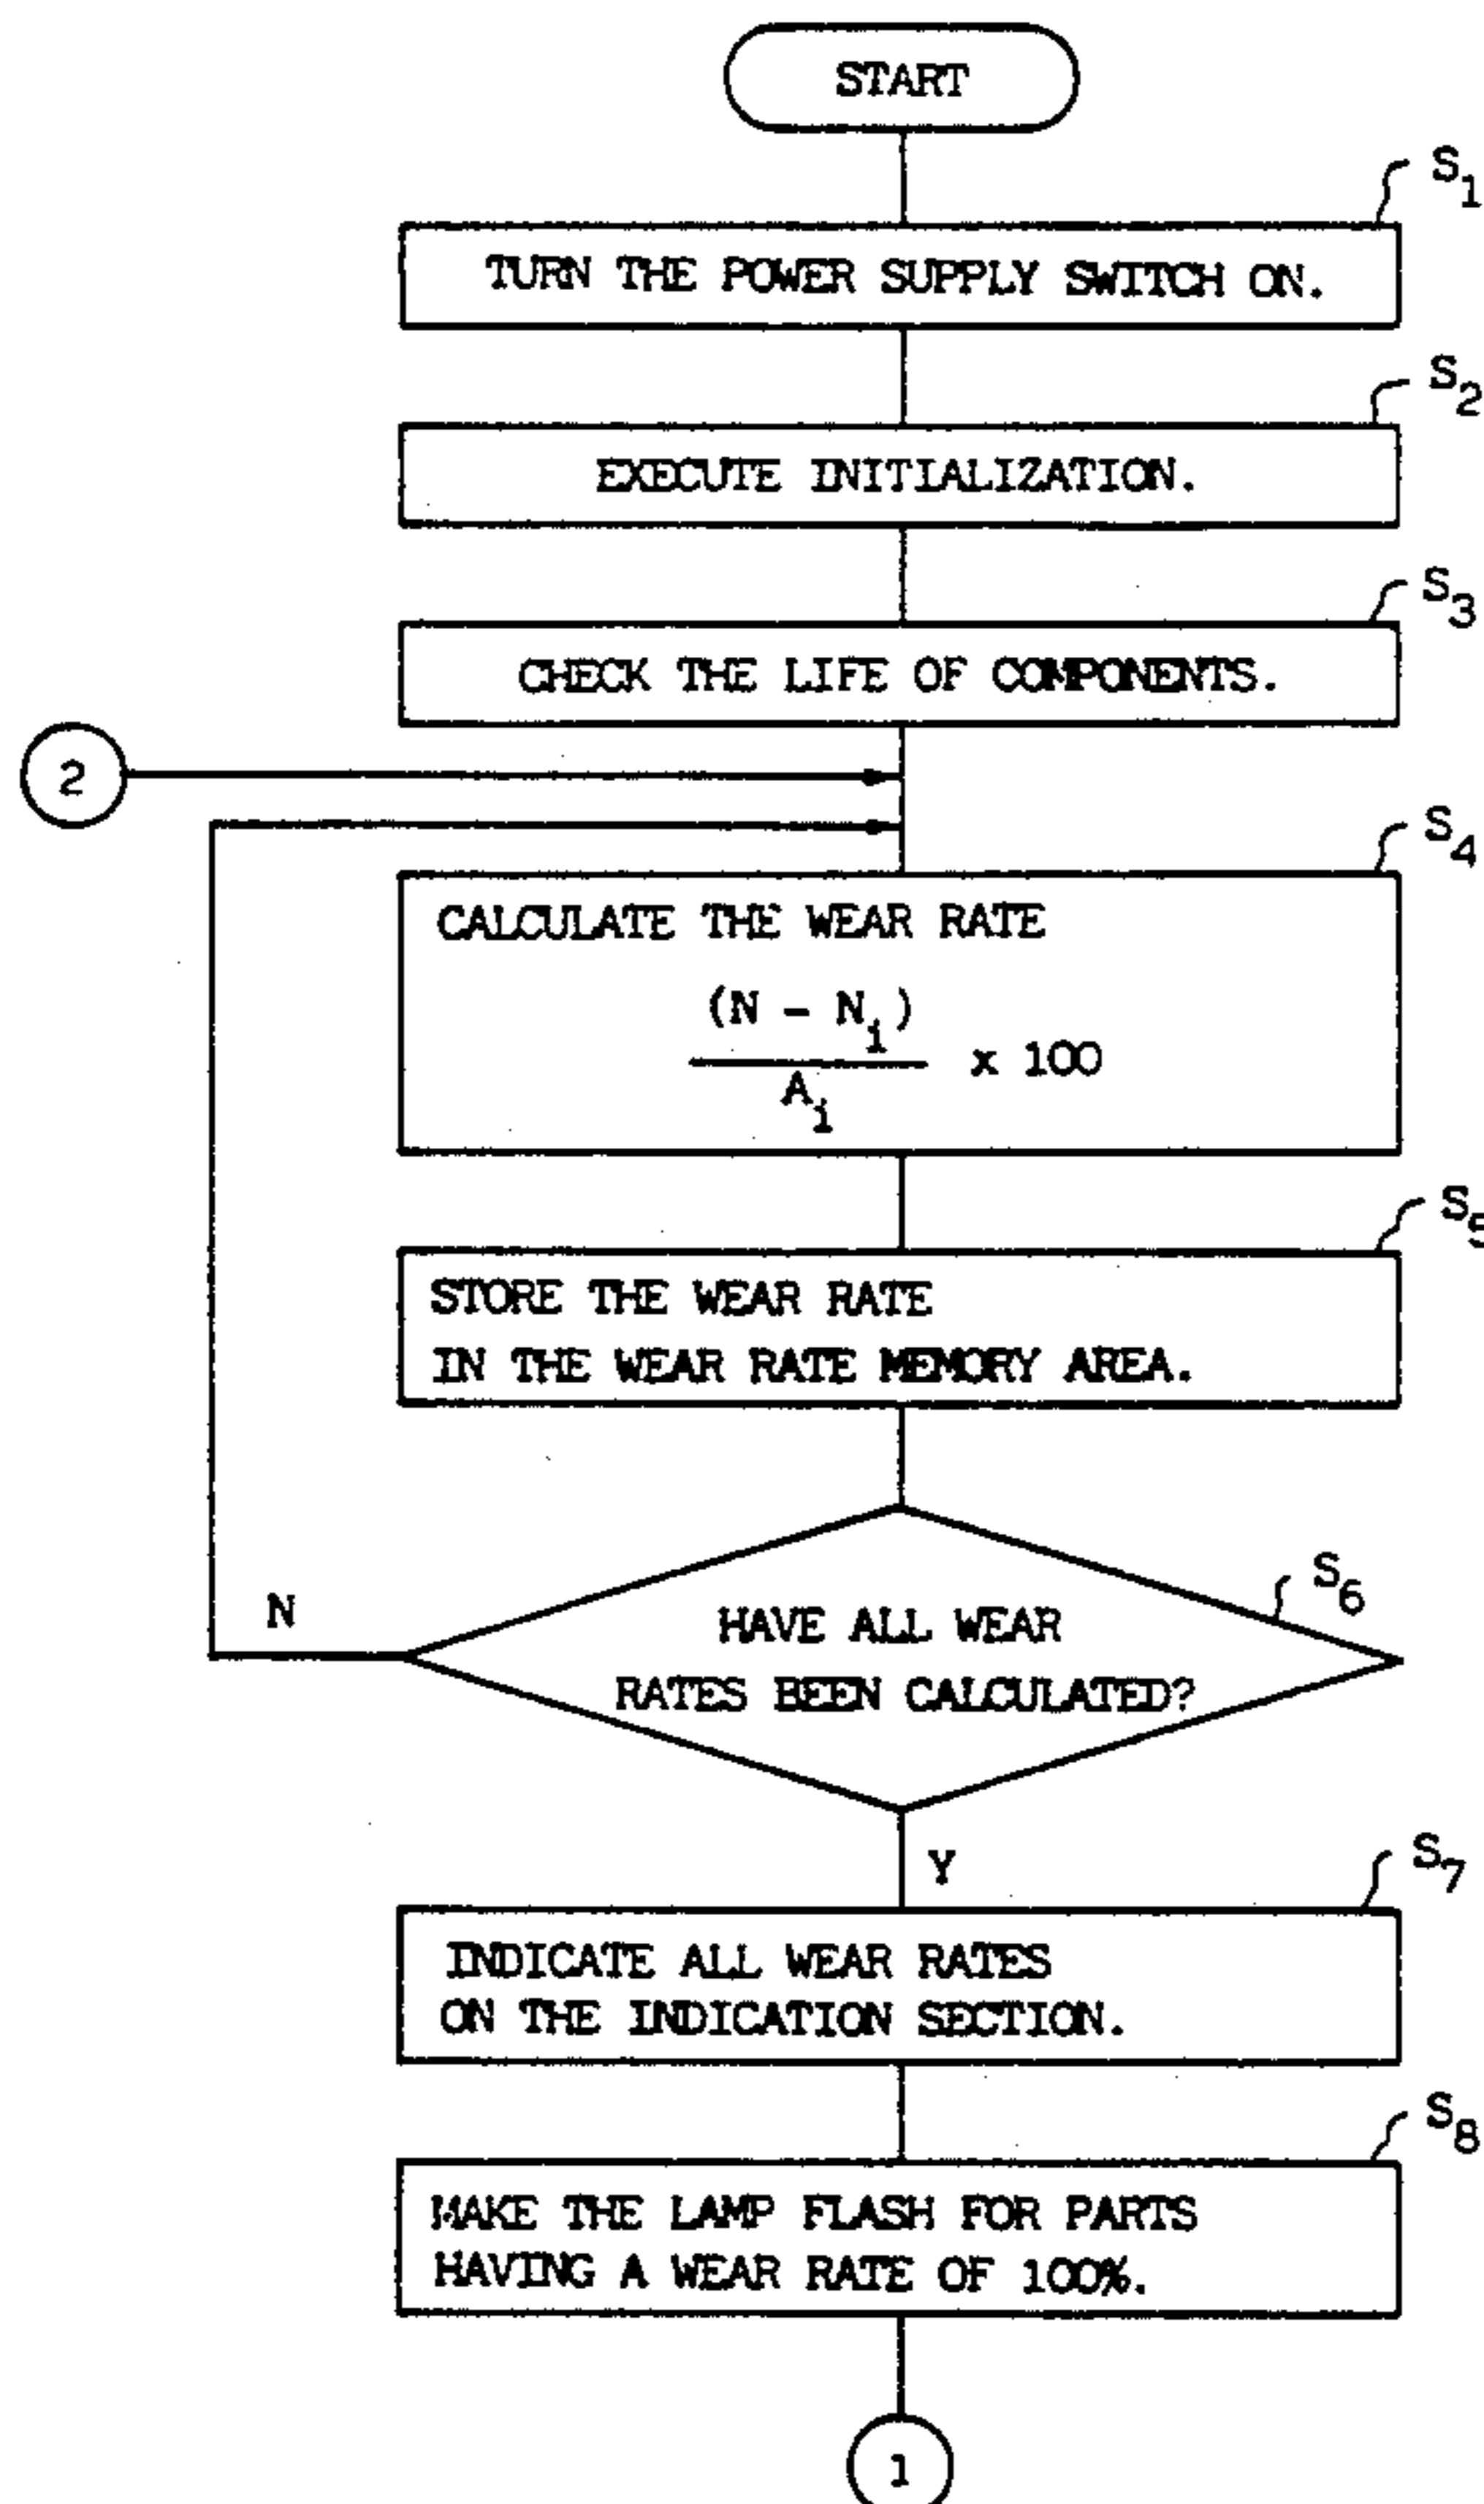 START
S1
TURN THE POWER SUPPLY SWITCH ON.
S2
EXECUTE INITIALIZATION.
S3
CHECK THE LIFE OF COMPONENTS.
2
S4
CALCULATE THE WEAR RATE
(N - Ni)
x 100
Ai
S5
STORE THE WEAR RATE
IN THE WEAR RATE MEMORY AREA.
S6
N
HAVE ALL WEAR
RATES BEEN CALCULATED?
Y
S7
INDICATE ALL WEAR RATES
ON THE INDICATION SECTION.
S8
MAKE THE LAMP FLASH FOR PARTS
HAVING A WEAR RATE OF 100%.
1